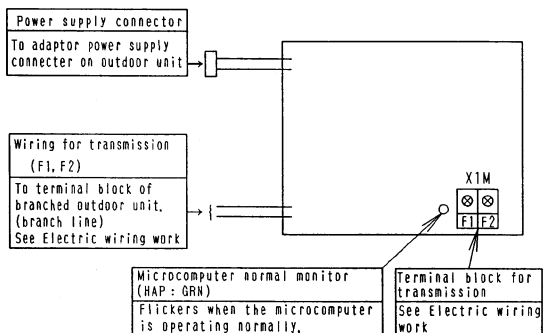 Power supply connector
To adaptor power supply
connecter on outdoor unit
Wiring for transmission
(F1, F2)
To terminal block of
branched outdoor unit.
(branch line)
See Electric wiring work
X1M
F1 F2
Microcomputer normal monitor
(HAP : GRN)
Flickers when the microcomputer
is operating normally.
Terminal block for
transmission
See Electric wiring
work